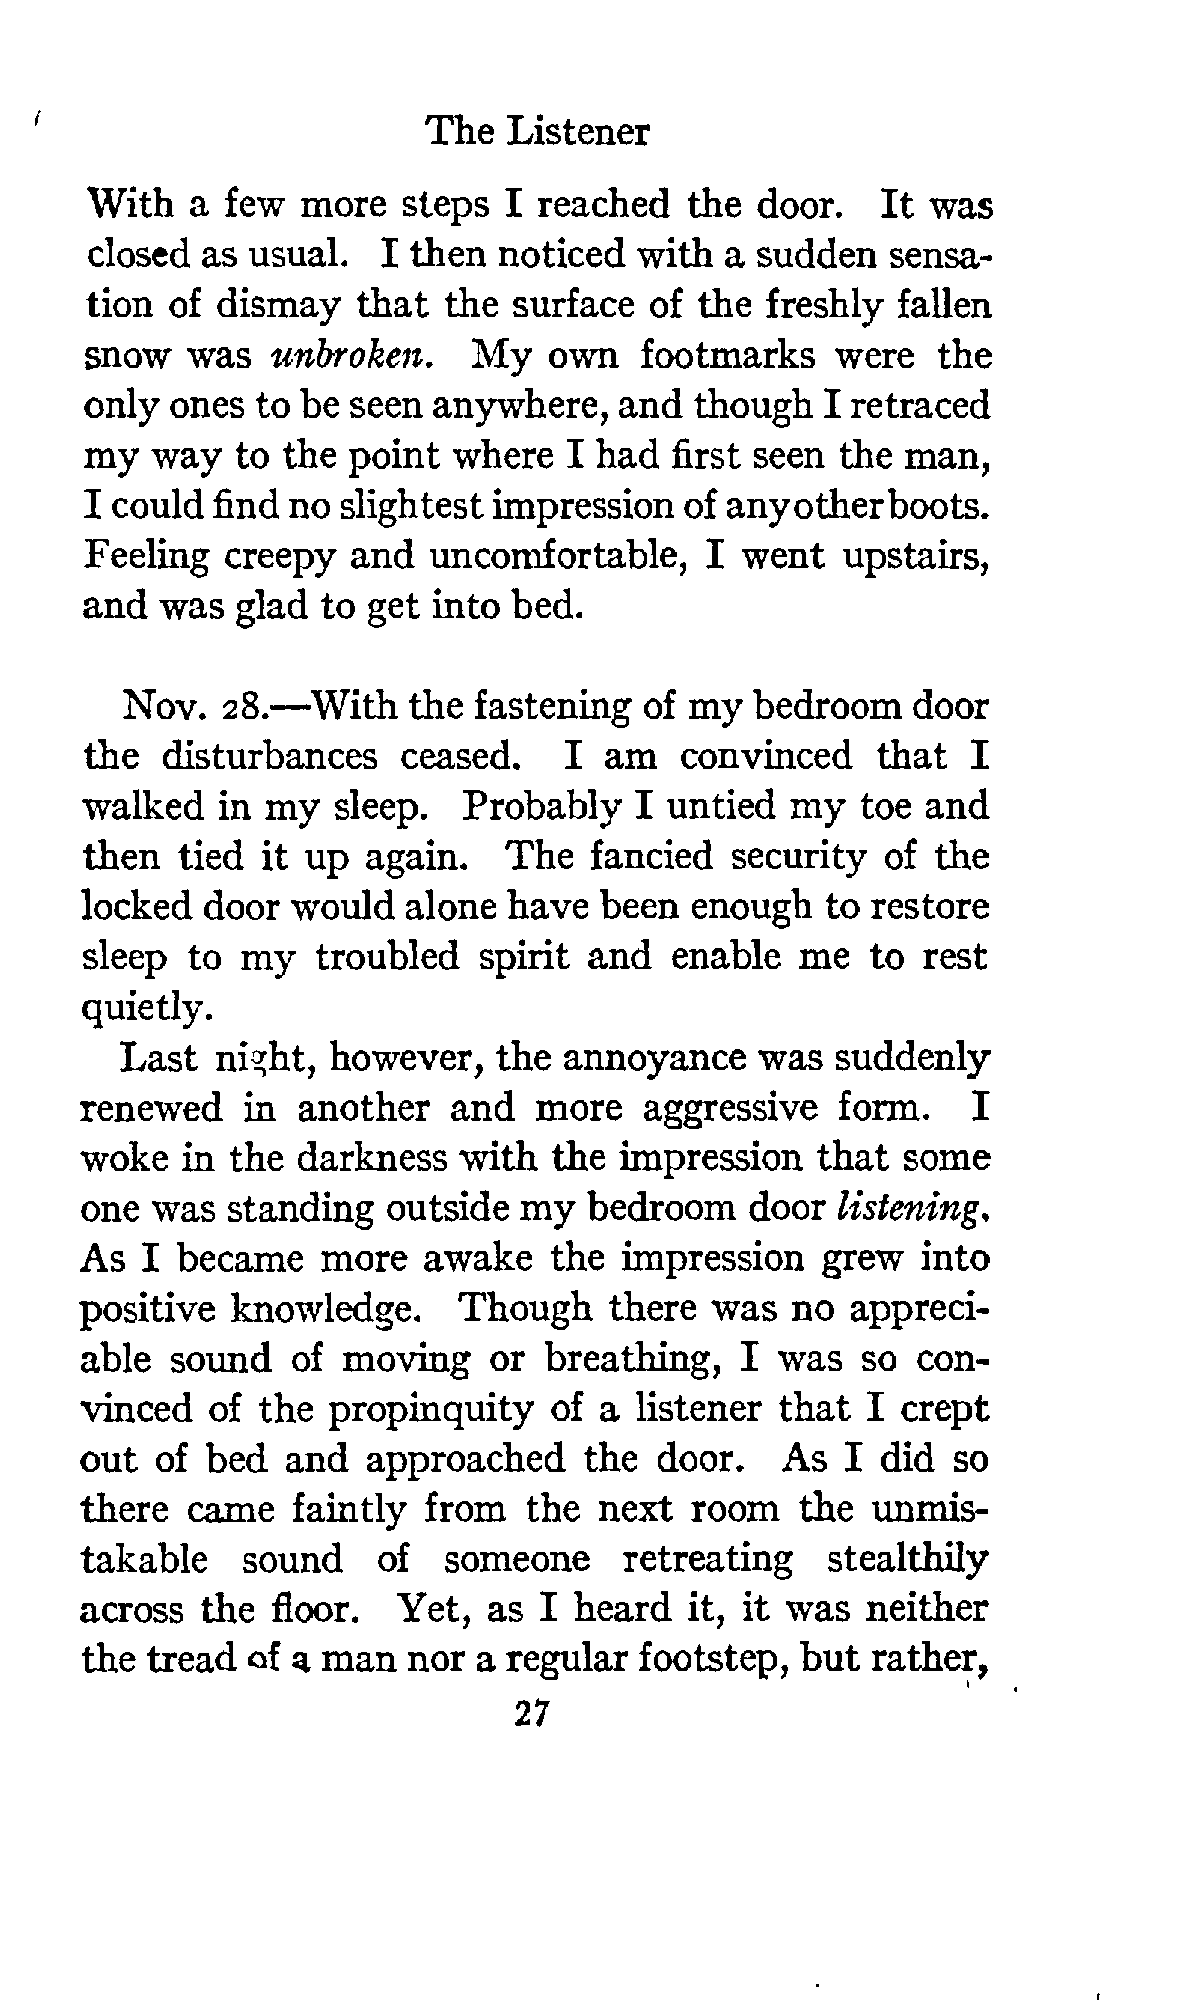 The Listener
With a few more steps I reached the door. It was
closed as usual. I then noticed with a sudden sensa-
tion of dismay that the surface of the freshly fallen
snow was unbroken. My own footmarks were the
only ones to be seen anywhere, and though I retraced
my way to the point where I had first seen the man,
I could find no slightest impression of any other boots.
Feeling creepy and uncomfortable, I went upstairs,
and was glad to get into bed.
Nov. 28.—With the fastening of my bedroom door
the disturbances ceased. I am convinced that I
walked in my sleep. Probably I untied my toe and
then tied it up again. The fancied security of the
locked door would alone have been enough to restore
sleep to my troubled spirit and enable me to rest
quietly.
Last night, however, the annoyance was suddenly
renewed in another and more aggressive form. I
woke in the darkness with the impression that some
one was standing outside my bedroom door listening.
As I became more awake the impression grew into
positive knowledge. Though there was no appreci-
able sound of moving or breathing, I was so con-
vinced of the propinquity of a listener that I crept
out of bed and approached the door. As I did so
there came faintly from the next room the unmis-
takable sound of someone retreating stealthily
across the floor. Yet, as I heard it, it was neither
the tread of a man nor a regular footstep, but rather,
27